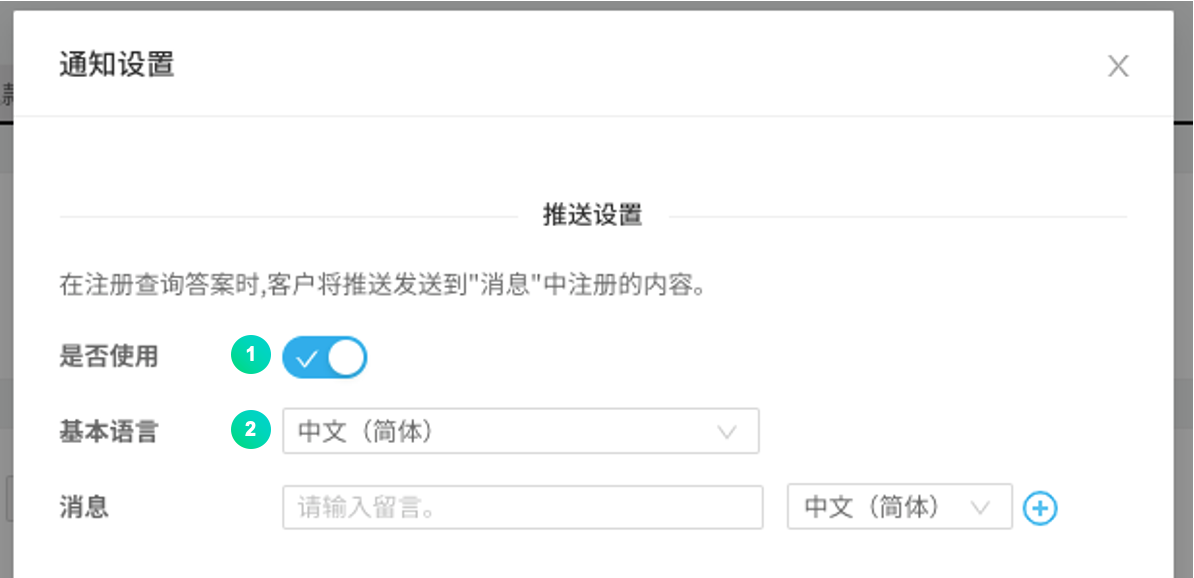 通知设置
推送设置
在注册查询答案时,客户将推送发送到"消息"中注册的内容。
是否使用 1
基本语言 2 中文（简体）
消息 请输入留言。 中文（简体）